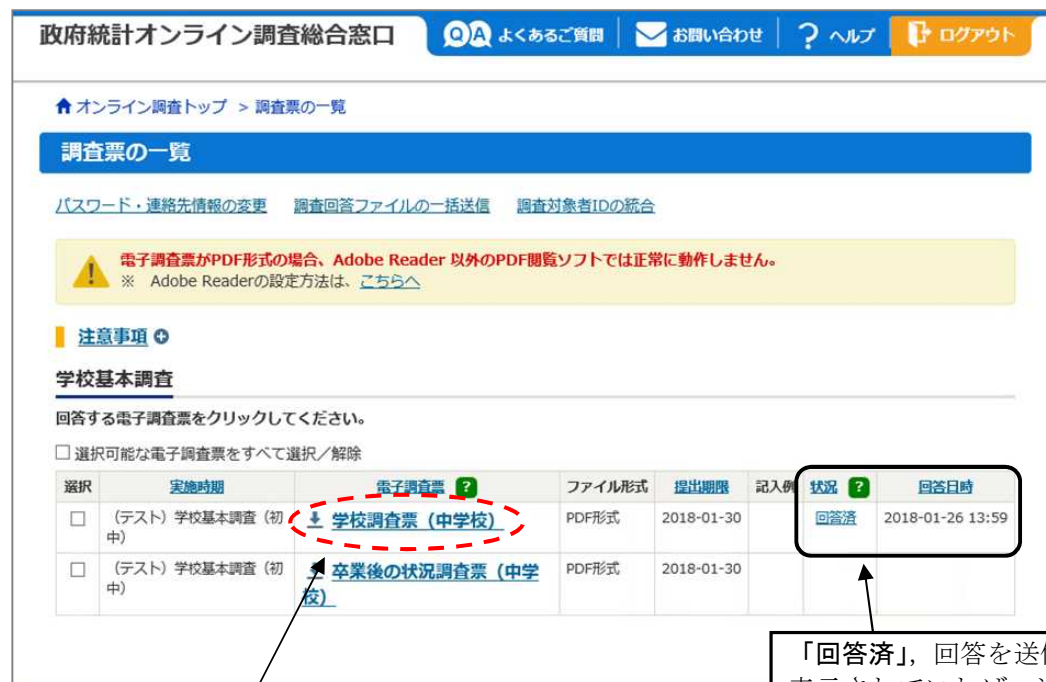 政府統計オンライン調査総合窓口 QA よくあるご質問 お問い合わせ ? ヘルプ ログアウト
オンライン調査トップ > 調査票の一覧
調査票の一覧
パスワード・連絡先情報の変更 調査回答ファイルの一括送信 調査対象者IDの統合
電子調査票がPDF形式の場合、Adobe Reader 以外のPDF閲覧ソフトでは正常に動作しません。
※ Adobe Readerの設定方法は、こちらへ
注意事項
学校基本調査
回答する電子調査票をクリックしてください。
選択可能な電子調査票をすべて選択／解除
選択 実施時期 電子調査票 ? ファイル形式 提出期限 記入例 状況 ? 回答日時
（テスト）学校基本調査（初 学校調査票（中学校） PDF形式 2018-01-30 回答済 2018-01-26 13:59
中）
（テスト）学校基本調査（初 卒業後の状況調査票（中学 PDF形式 2018-01-30
中） 校）
「回答済」，回答を送